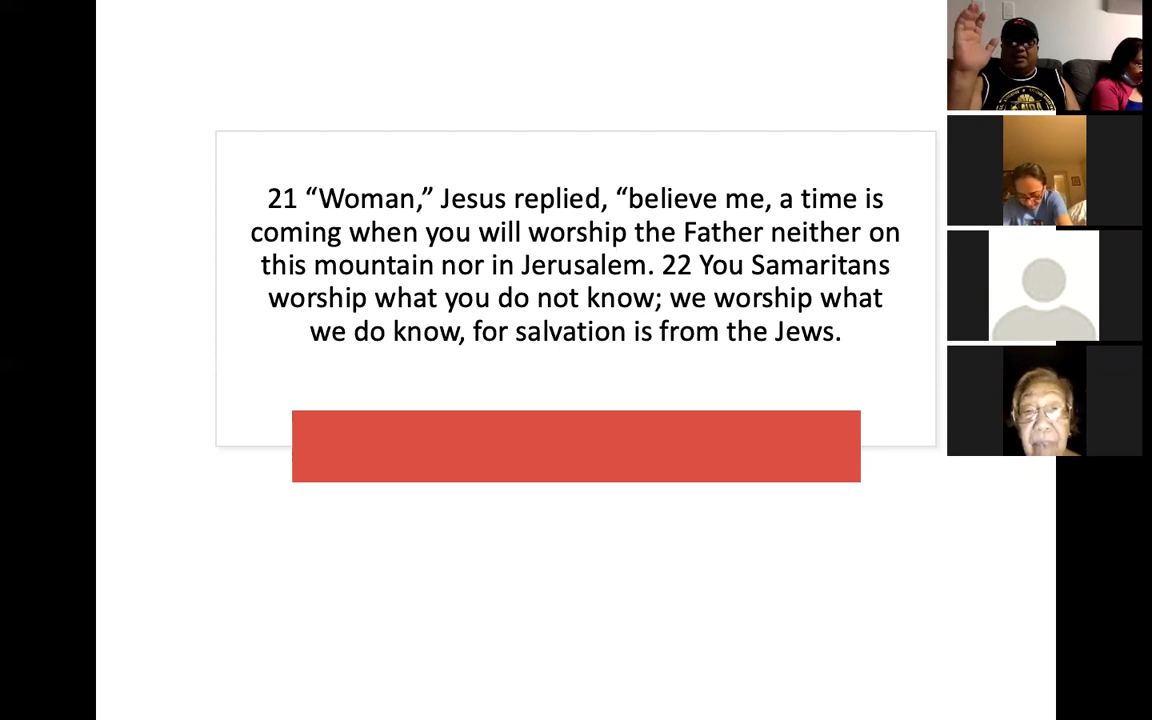 21 “Woman,” Jesus replied, “believe me, a time is
coming when you will worship the Father neither on
this mountain nor in Jerusalem. 22 You Samaritans
worship what you do not know; we worship what
we do know, for salvation is from the Jews.